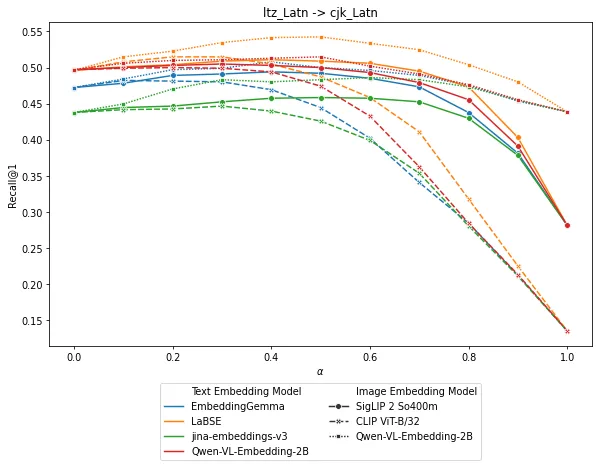 ltz_Latn -> cjk_Latn
Recall@1
0.55
0.50
0.45
0.40
0.35
0.30
0.25
0.20
0.15
0.0 0.2 0.4 0.6 0.8 1.0
α
Text Embedding Model
EmbeddingGemma
LaBSE
jina-embeddings-v3
Qwen-VL-Embedding-2B
Image Embedding Model
SigLIP 2 So400m
CLIP ViT-B/32
Qwen-VL-Embedding-2B